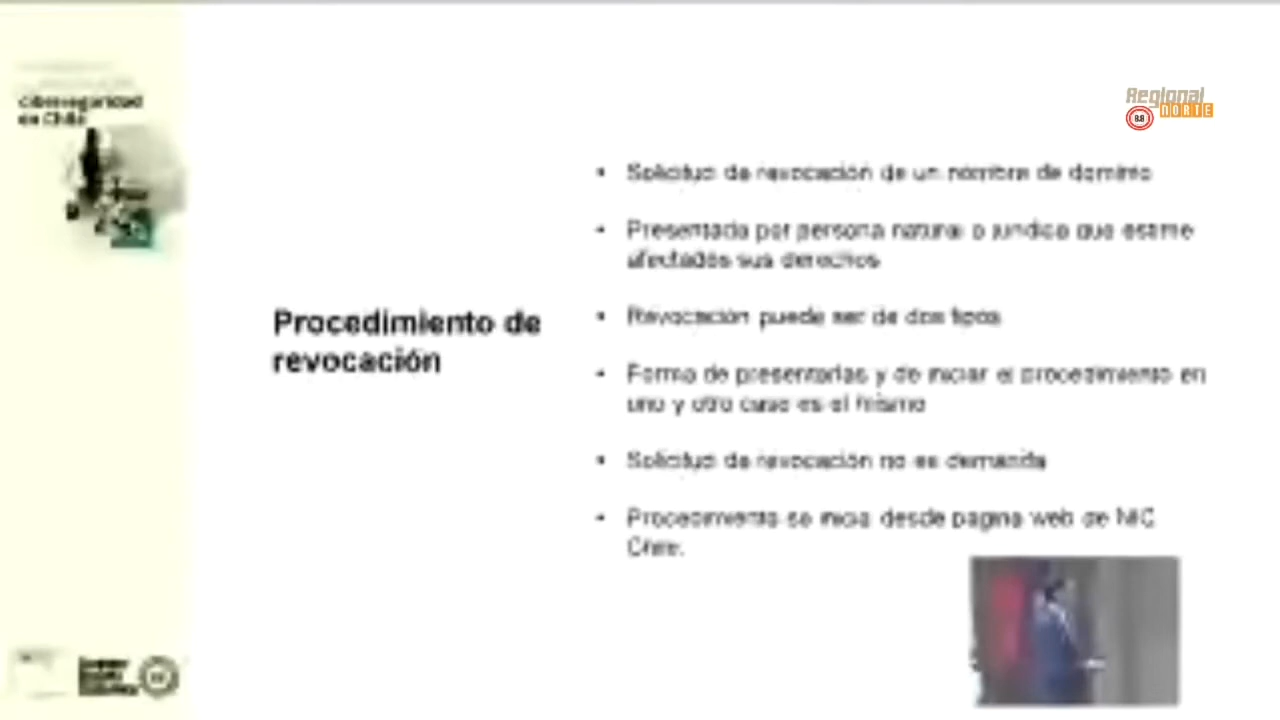 Ciberseguridad
en Chile
Regional
NORTE
88
Procedimiento de
revocación
• Solicitud de revocación de un nombre de dominio
• Presentada por persona natural o jurídica que estime
afectados sus derechos
• Revocación puede ser de dos tipos
• Forma de presentarlas y de iniciar el procedimiento en
uno y otro caso es el mismo
• Solicitud de revocación no es demanda
• Procedimiento se inicia desde pagina web de NIC
Chile.